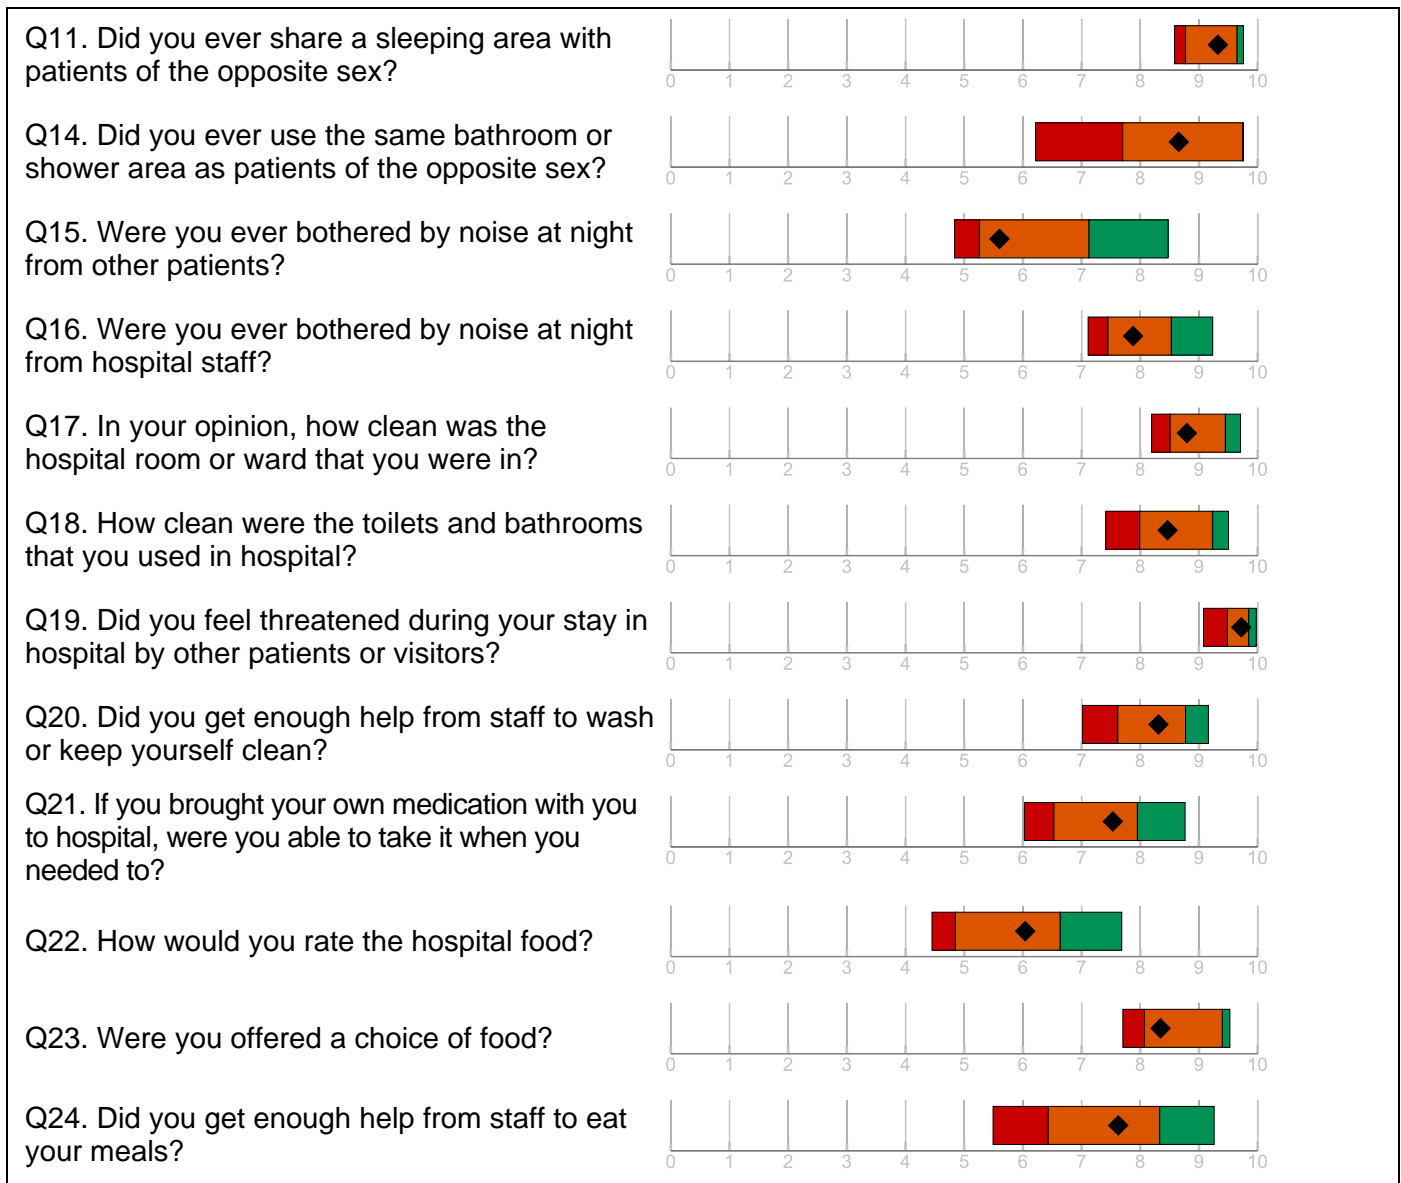 Q11. Did you ever share a sleeping area with
patients of the opposite sex?
0 1 2 3 4 5 6 7 8 9 10
Q14. Did you ever use the same bathroom or
shower area as patients of the opposite sex?
0 1 2 3 4 5 6 7 8 9 10
Q15. Were you ever bothered by noise at night
from other patients?
0 1 2 3 4 5 6 7 8 9 10
Q16. Were you ever bothered by noise at night
from hospital staff?
0 1 2 3 4 5 6 7 8 9 10
Q17. In your opinion, how clean was the
hospital room or ward that you were in?
0 1 2 3 4 5 6 7 8 9 10
Q18. How clean were the toilets and bathrooms
that you used in hospital?
0 1 2 3 4 5 6 7 8 9 10
Q19. Did you feel threatened during your stay in
hospital by other patients or visitors?
0 1 2 3 4 5 6 7 8 9 10
Q20. Did you get enough help from staff to wash
or keep yourself clean?
0 1 2 3 4 5 6 7 8 9 10
Q21. If you brought your own medication with you
to hospital, were you able to take it when you
needed to?
0 1 2 3 4 5 6 7 8 9 10
Q22. How would you rate the hospital food?
0 1 2 3 4 5 6 7 8 9 10
Q23. Were you offered a choice of food?
0 1 2 3 4 5 6 7 8 9 10
Q24. Did you get enough help from staff to eat
your meals?
0 1 2 3 4 5 6 7 8 9 10